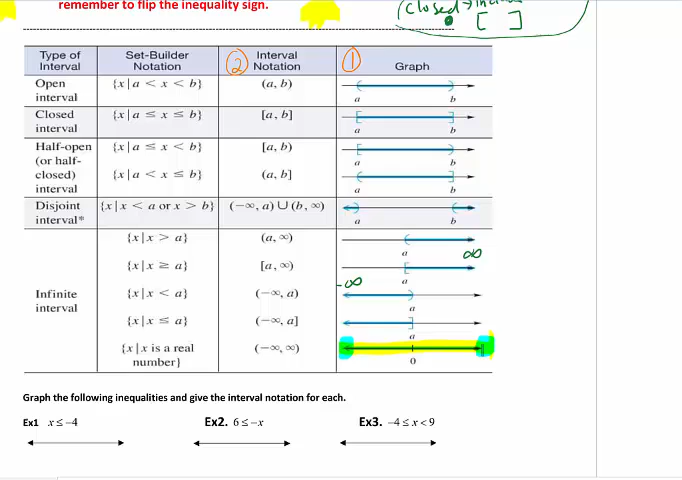 remember to flip the inequality sign.
closed →
[ ]
Type of Interval
Set-Builder Notation
② Interval Notation
① Graph
Open interval
{x | a < x < b}
(a, b)
a b
Closed interval
{x | a ≤ x ≤ b}
[a, b]
a b
Half-open (or half-closed) interval
{x | a ≤ x < b}
[a, b)
a b
{x | a < x ≤ b}
(a, b]
a b
Disjoint interval*
{x | x < a or x > b}
(−∞, a) ∪ (b, ∞)
a b
Infinite interval
{x | x > a}
(a, ∞)
a ∞
{x | x ≥ a}
[a, ∞)
a
{x | x < a}
(−∞, a)
-∞ a
{x | x ≤ a}
(−∞, a]
a
{x | x is a real number}
(−∞, ∞)
0
Graph the following inequalities and give the interval notation for each.
Ex1 x ≤ −4
Ex2. 6 ≤ −x
Ex3. −4 ≤ x < 9